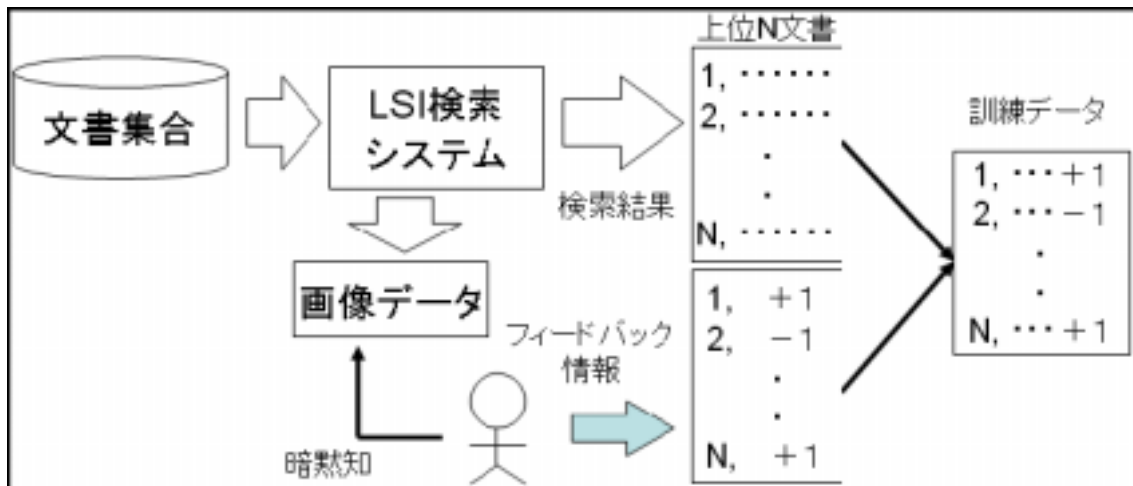 文書集合
LSI検索
システム
検索結果
上位N文書
1, ・・・・・・
2, ・・・・・・
・
・
N, ・・・・・・
訓練データ
1, ・・・+1
2, ・・・-1
・
・
N, ・・・+1
画像データ
フィードバック
情報
1, +1
2, -1
・
・
N, +1
暗黙知